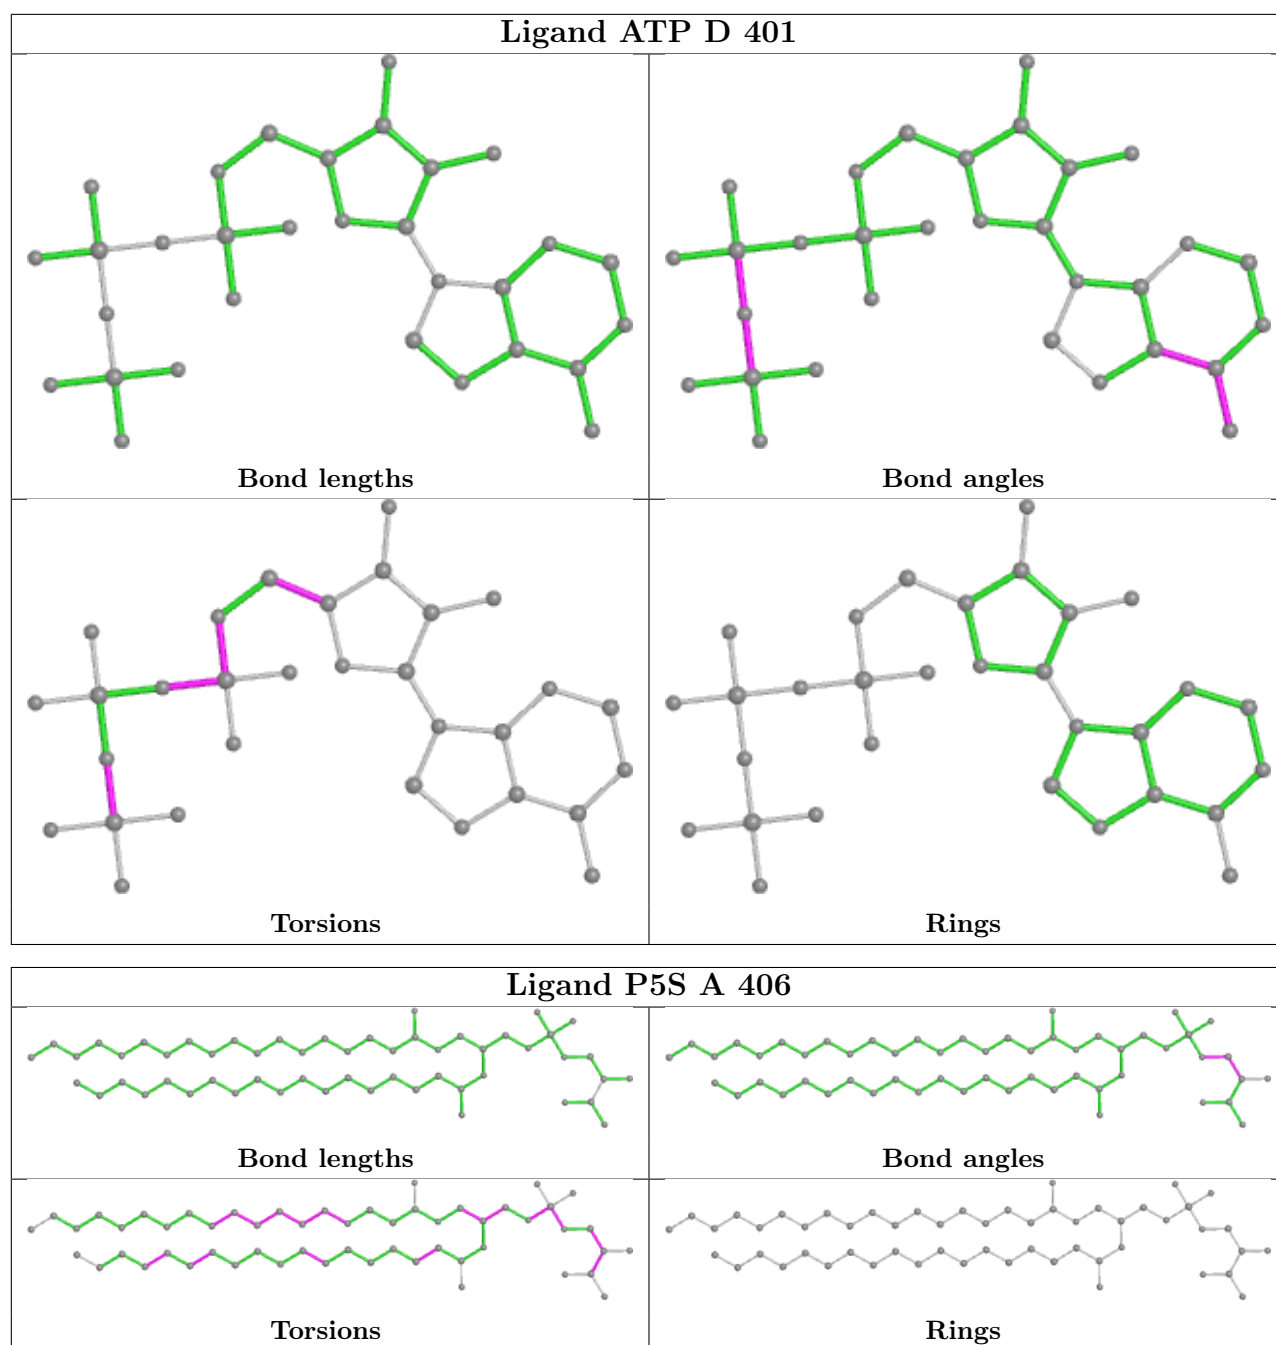 Ligand ATP D 401
Bond lengths
Bond angles
Torsions
Rings
Ligand P5S A 406
Bond lengths
Bond angles
Torsions
Rings